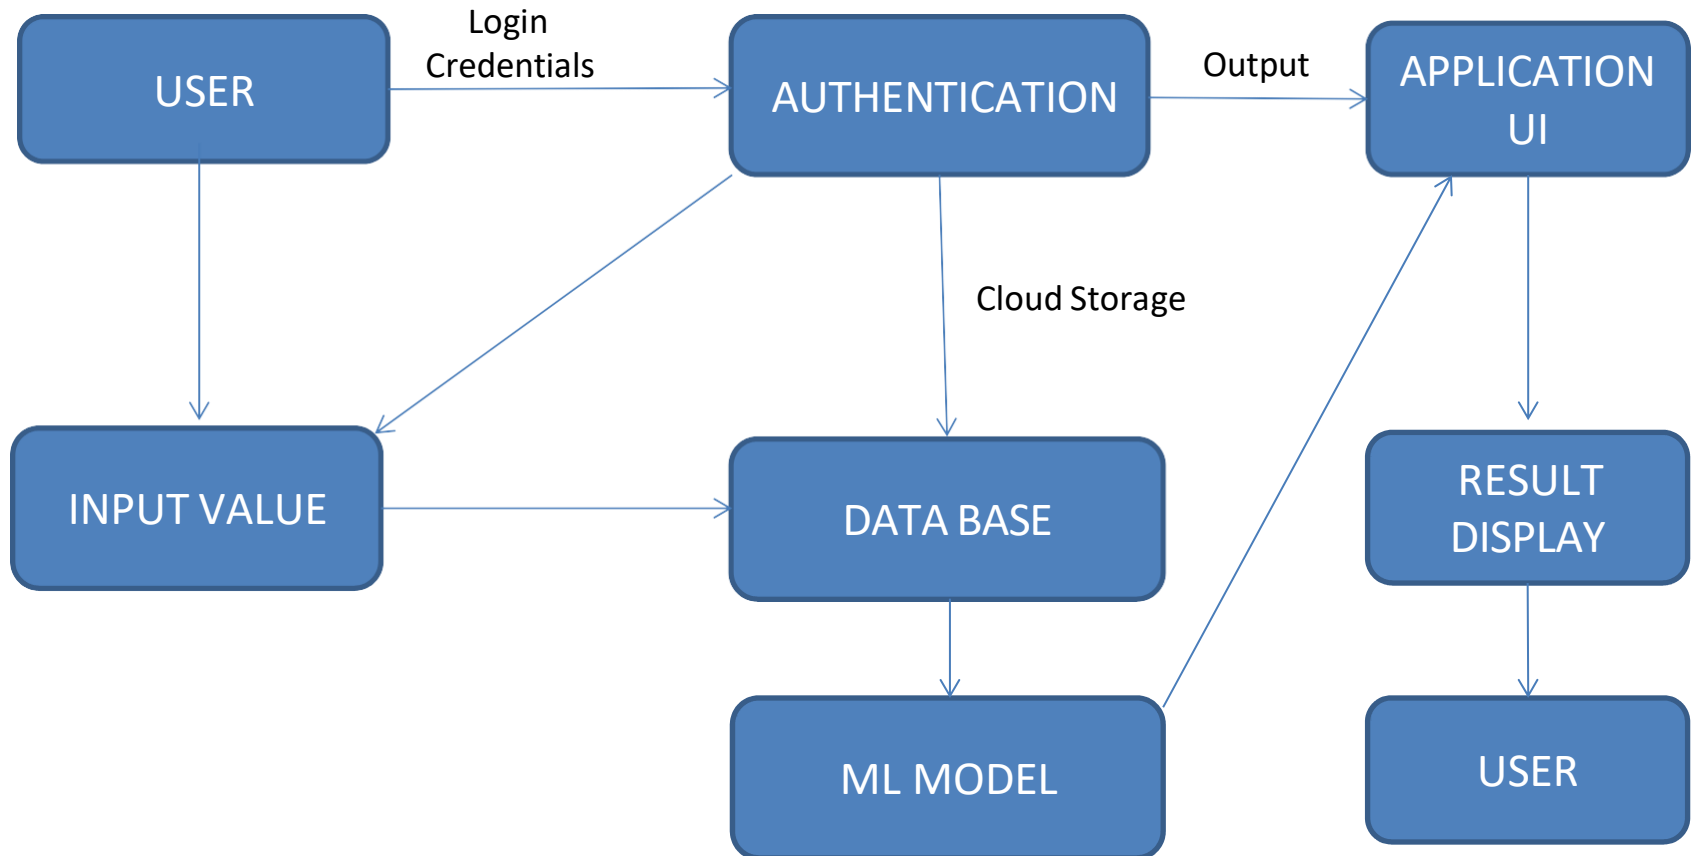 USER
Login
Credentials
AUTHENTICATION
Output
APPLICATION
UI
Cloud Storage
INPUT VALUE
DATA BASE
RESULT
DISPLAY
ML MODEL
USER